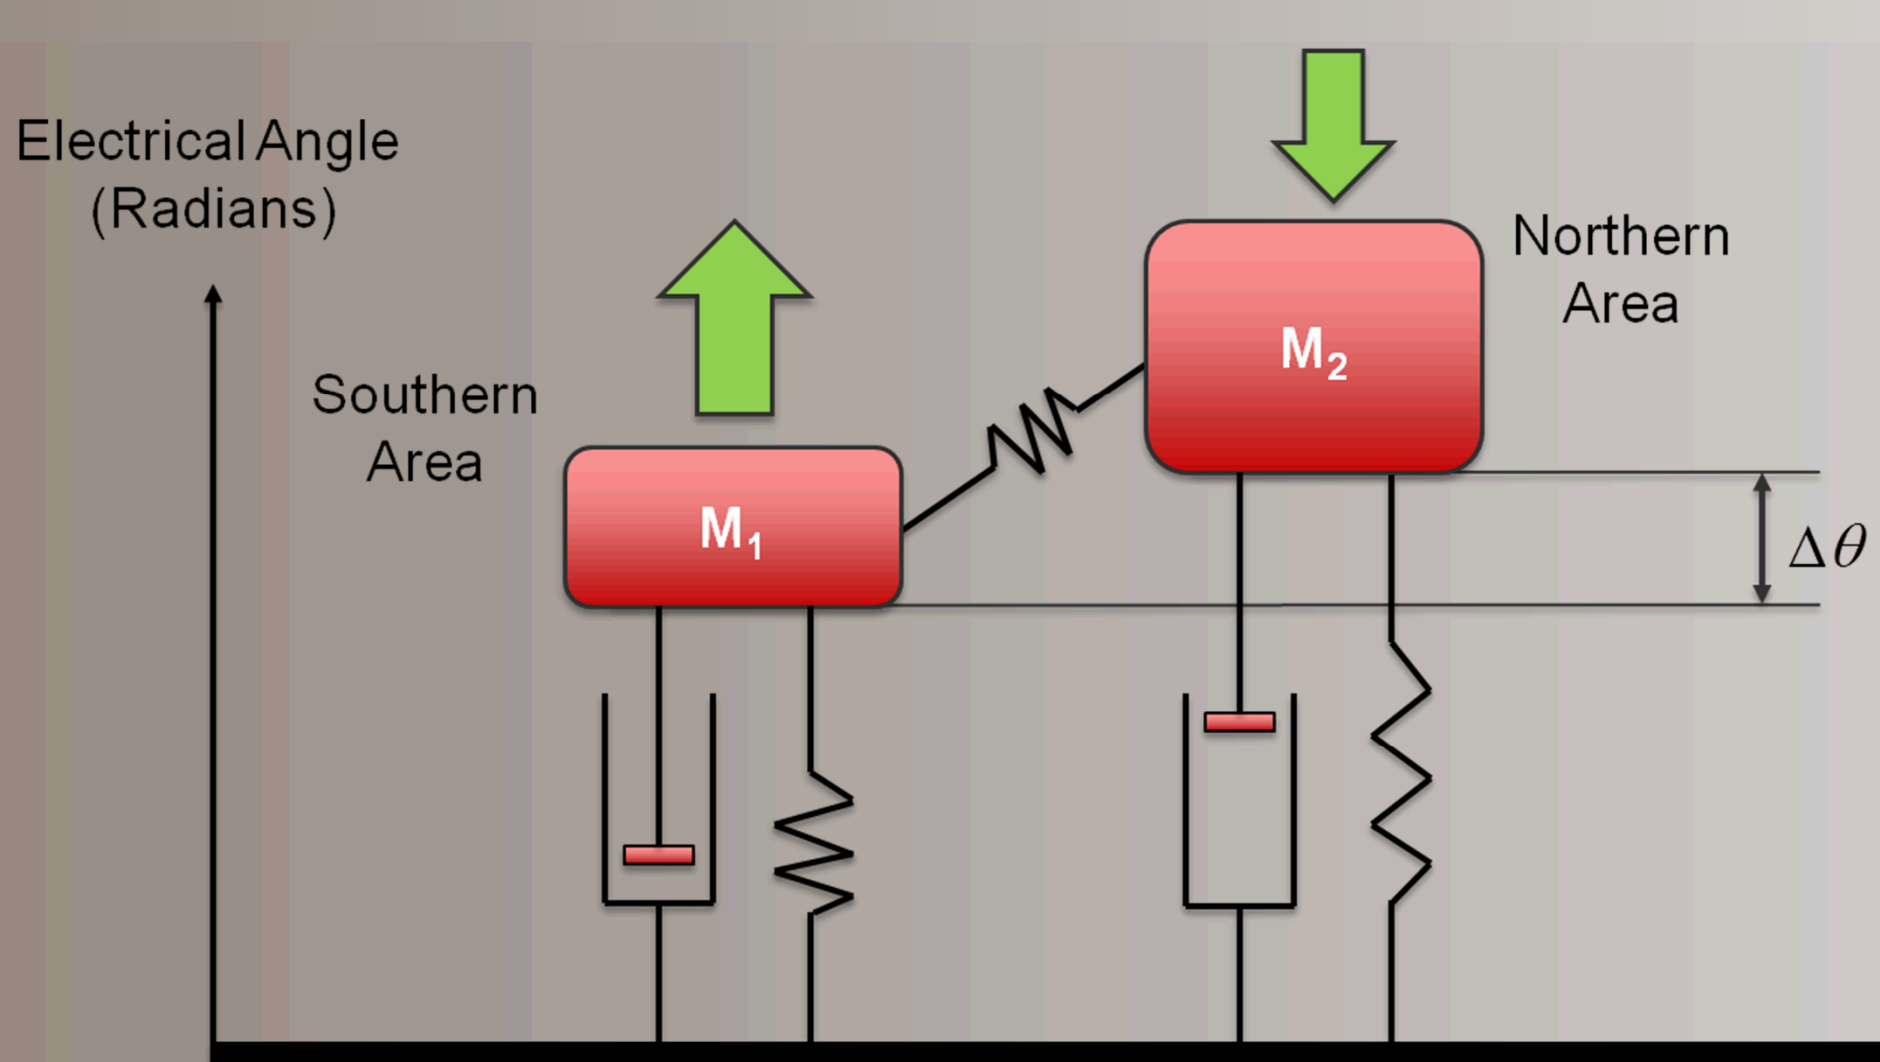 Electrical Angle
(Radians)
Northern
Area
Southern
Area
M₂
M₁
Δθ